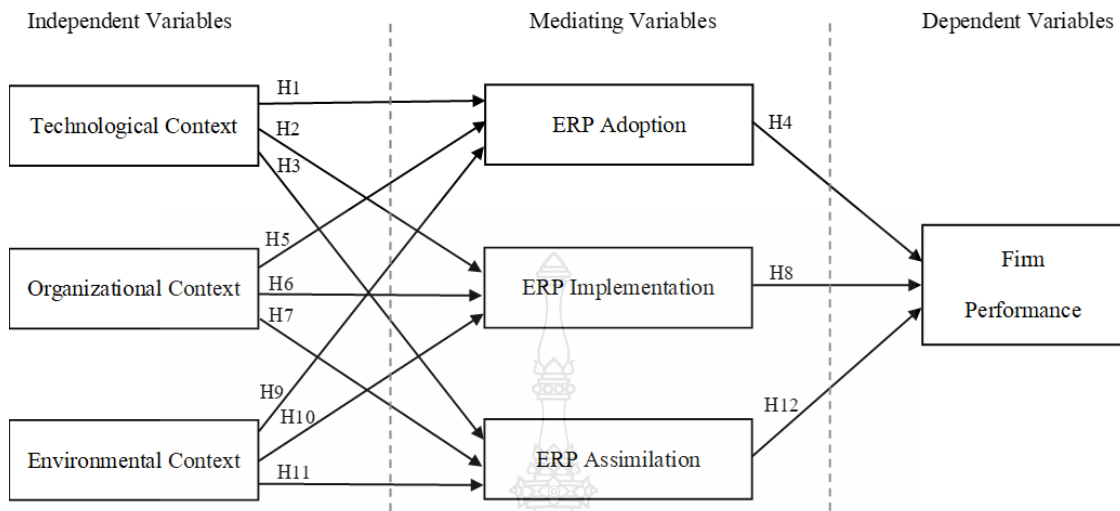 Independent Variables
Mediating Variables
Dependent Variables
H1
Technological Context
H2
H3
ERP Adoption
H4
H5
Organizational Context
H6
H7
ERP Implementation
H8
Firm
Performance
H9
H10
Environmental Context
H11
ERP Assimilation
H12